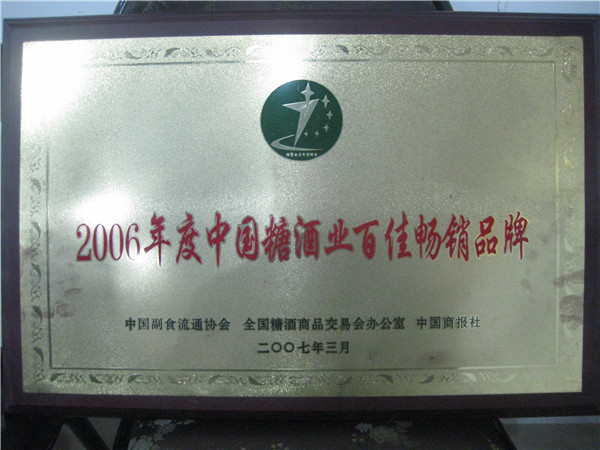 2006年度中国糖酒业百佳畅销品牌
中国副食流通协会 全国糖酒商品交易会办公室 中国商报社
二〇〇七年三月